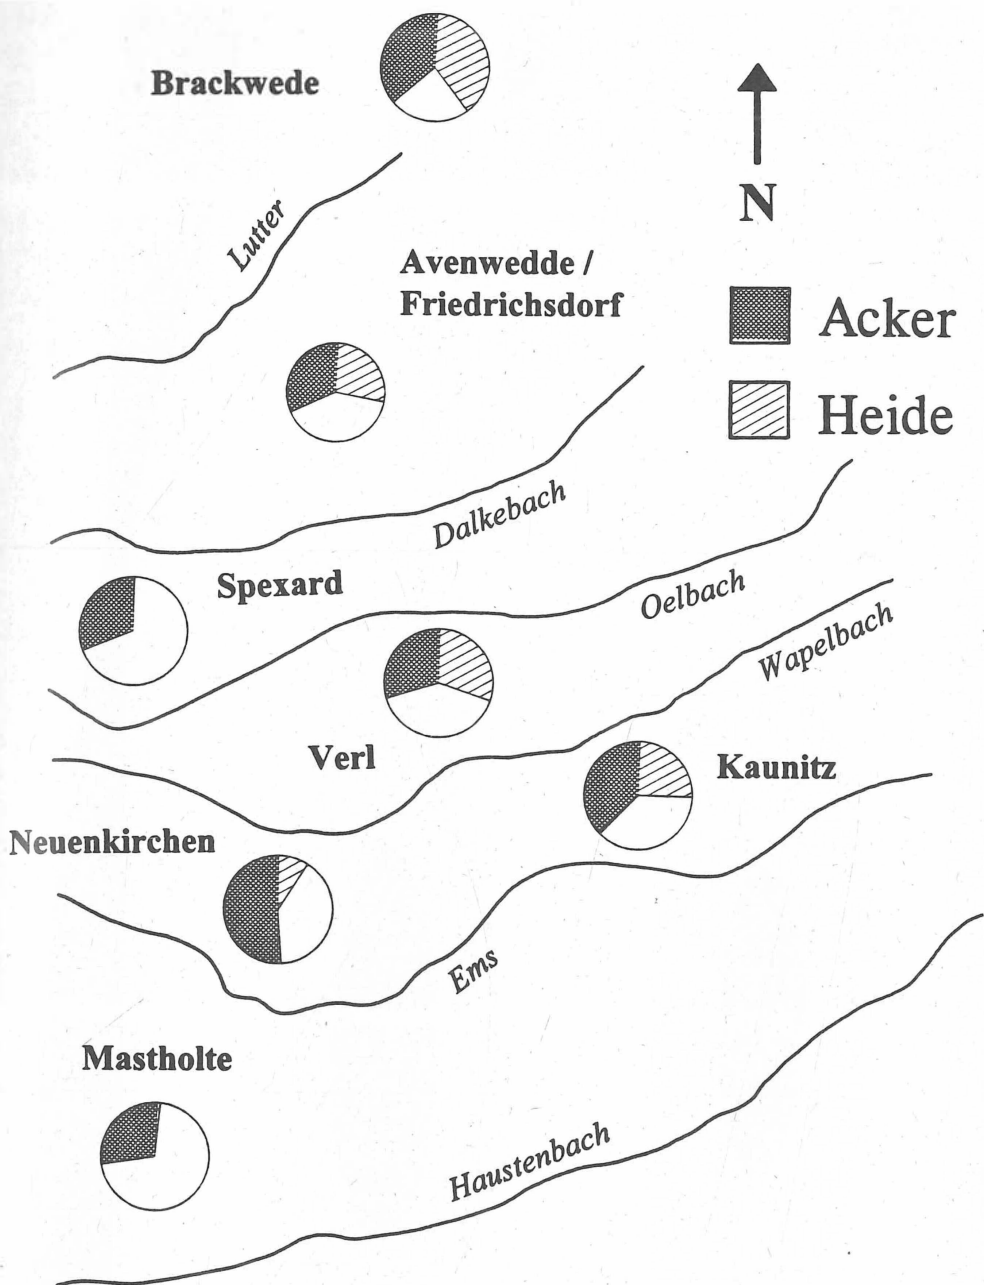 Brackwede
N
Lutter
Avenwedde /
Friedrichsdorf
Acker
Heide
Dalkebach
Spexard
Oelbach
Wapelbach
Verl
Kaunitz
Neuenkirchen
Ems
Mastholte
Haustenbach